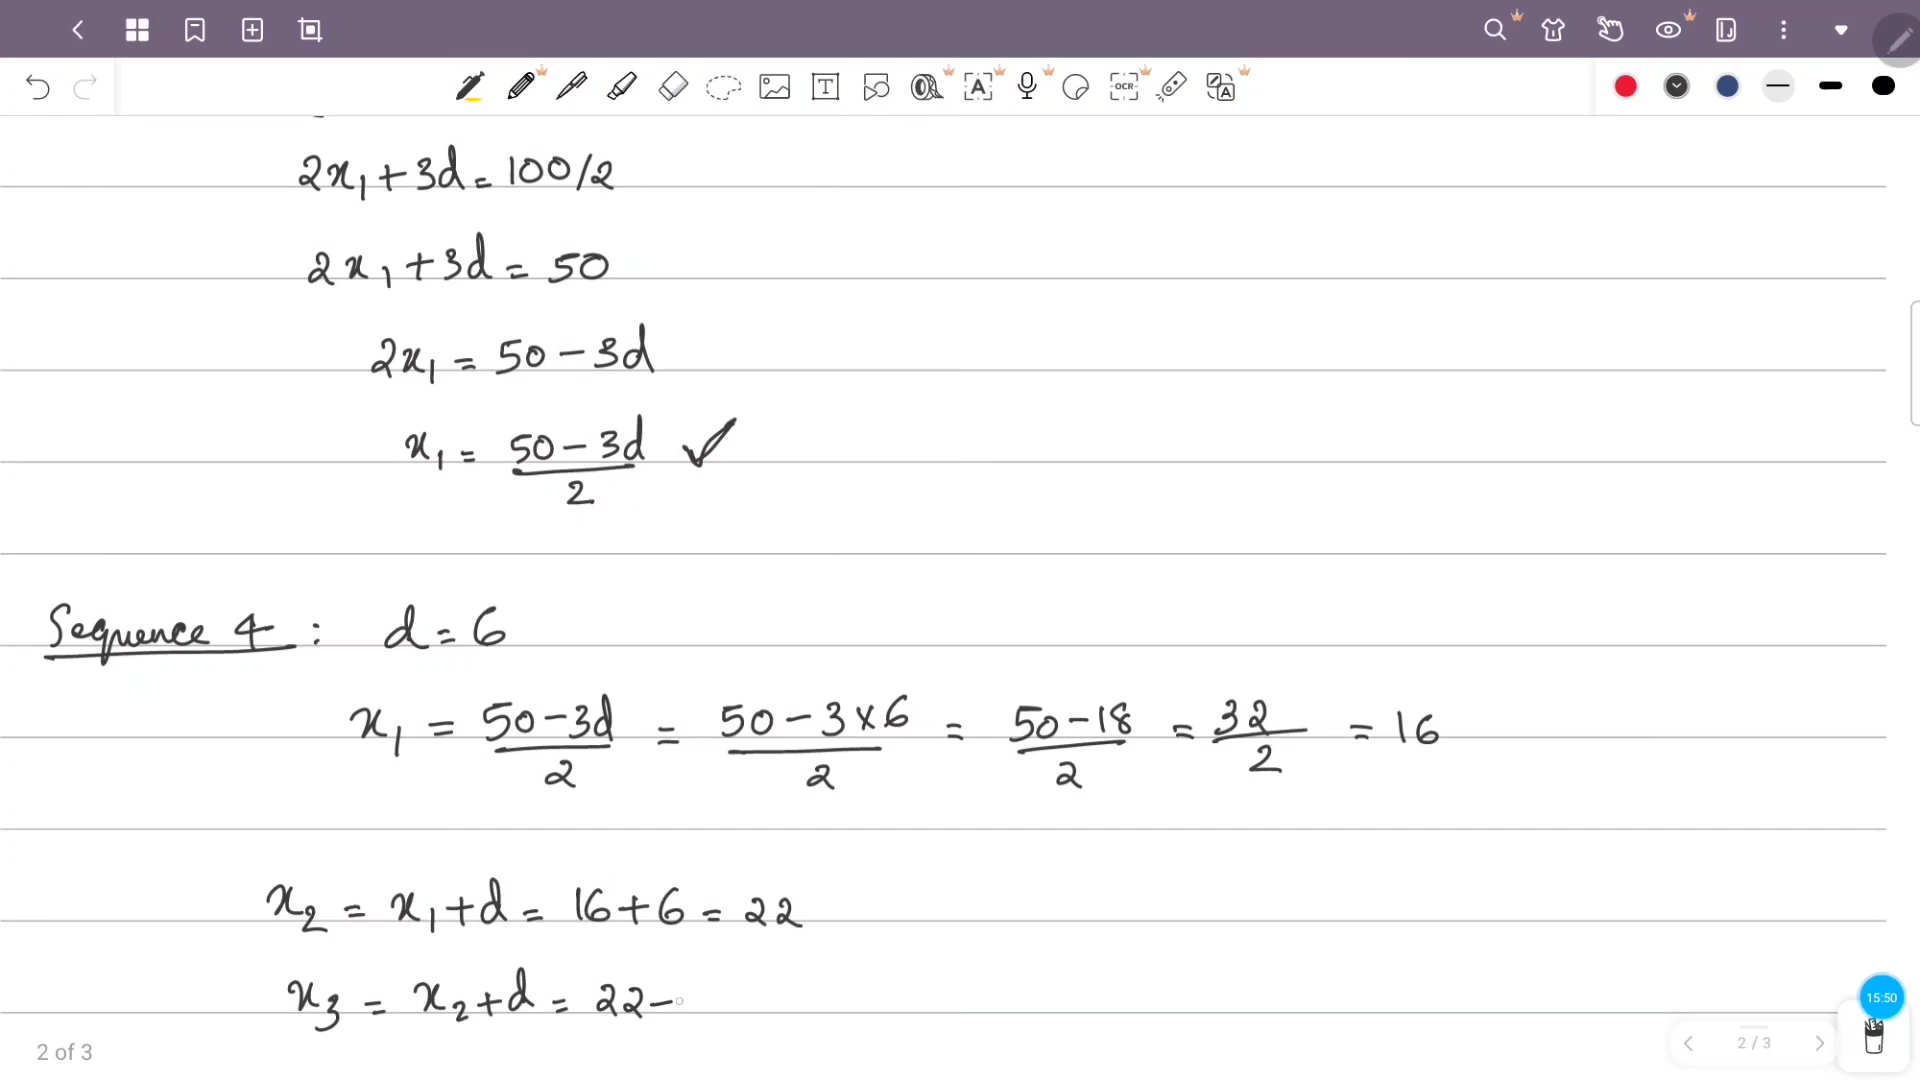 2x₁ + 3d = 100/2
2x₁ + 3d = 50
2x₁ = 50 - 3d
x₁ = (50 - 3d)/2 ✓
Sequence 4 : d = 6
x₁ = (50 - 3d)/2 = (50 - 3 × 6)/2 = (50 - 18)/2 = 32/2 = 16
x₂ = x₁ + d = 16 + 6 = 22
x₃ = x₂ + d = 22 -
15:50
2 of 3
2 / 3